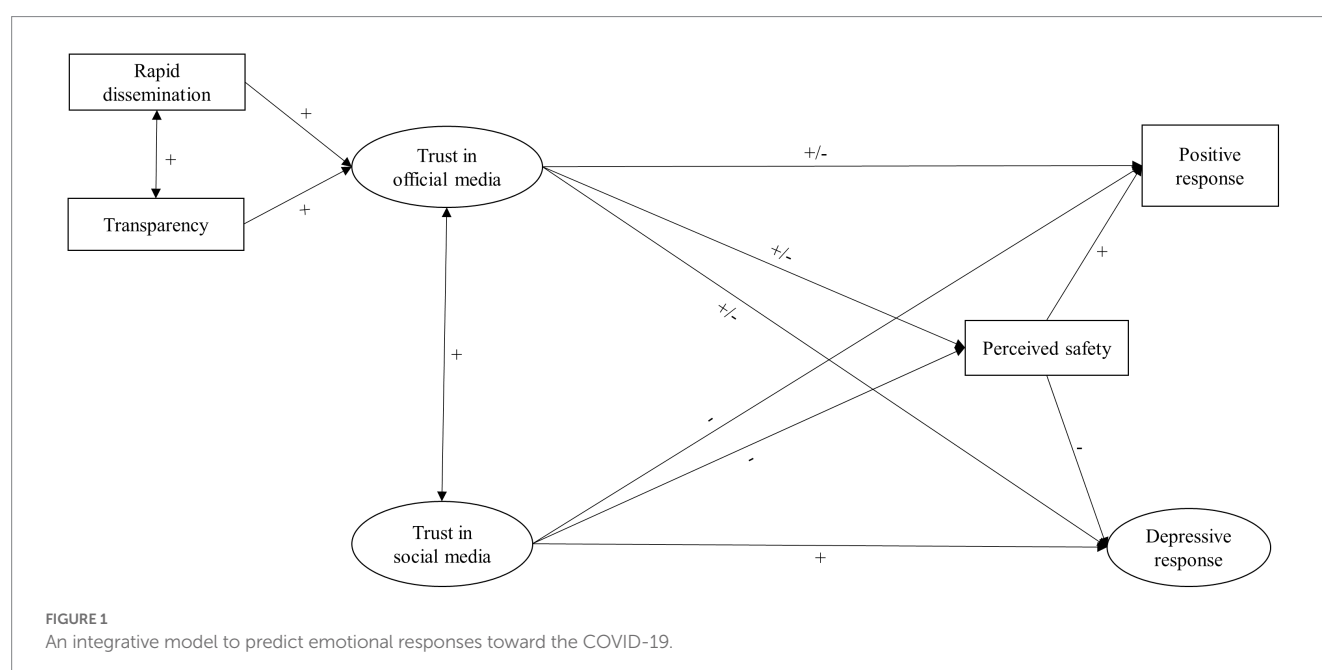 Rapid
dissemination
+
+
Transparency
+
Trust in
official media
+/-
Positive
response
+/-
+/-
+
Perceived safety
+
-
-
-
Trust in
social media
+
Depressive
response
FIGURE 1
An integrative model to predict emotional responses toward the COVID-19.